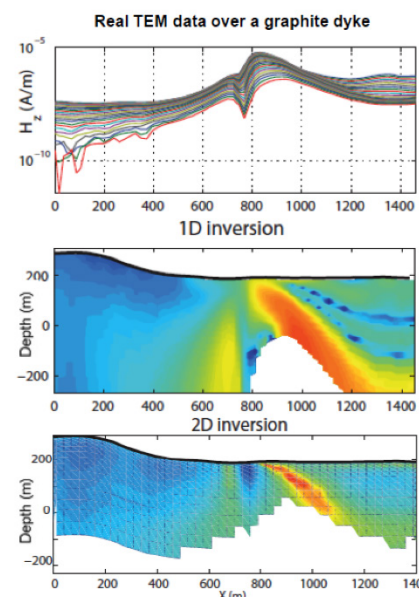 Real TEM data over a graphite dyke
10⁻⁵
H_z (A/m)
10⁻¹⁰
0 200 400 600 800 1000 1200 1400
1D inversion
200
Depth (m)
0
−200
0 200 400 600 800 1000 1200 1400
2D inversion
200
Depth (m)
0
−200
0 200 400 600 800 1000 1200 140
X (m)